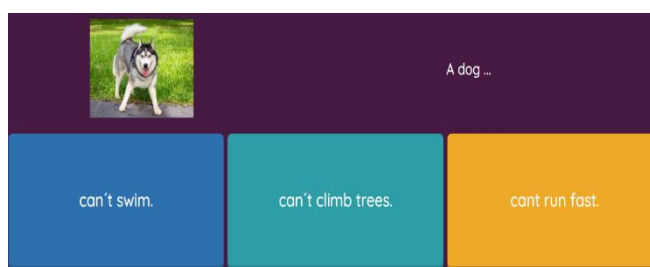 A dog ...
can´t swim.
can´t climb trees.
cant run fast.